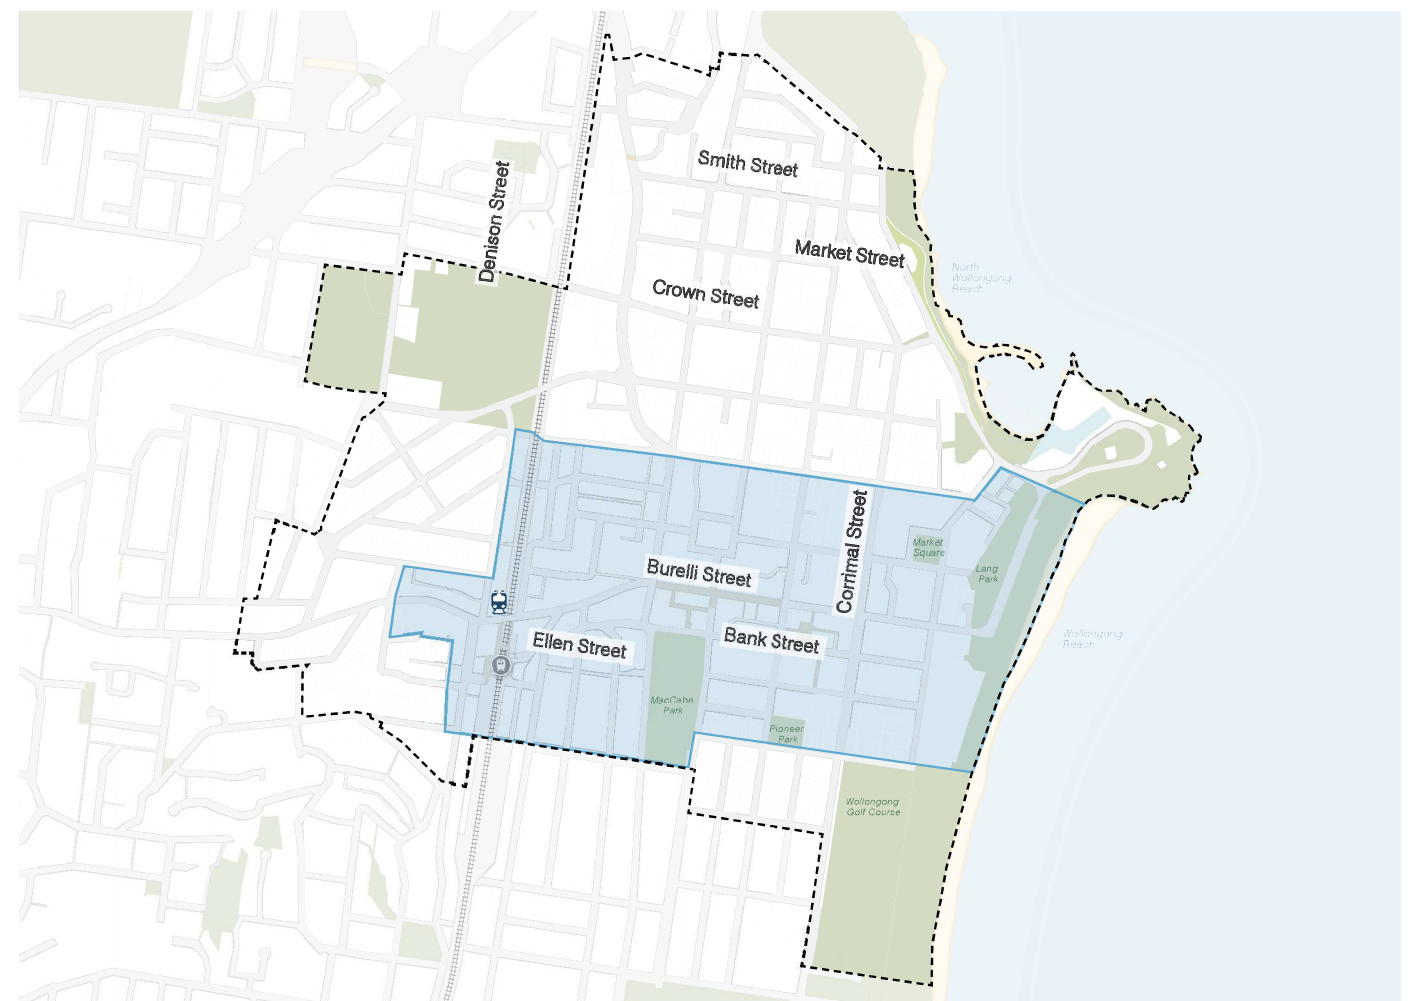 Smith Street
Denison Street
Market Street
North
Wollongong
Beach
Crown Street
Corrimal Street
Market
Square
Burelli Street
Lang
Park
Bank Street
Ellen Street
Wollongong
Beach
MacCabe
Park
Pioneer
Park
Wollongong
Golf Course